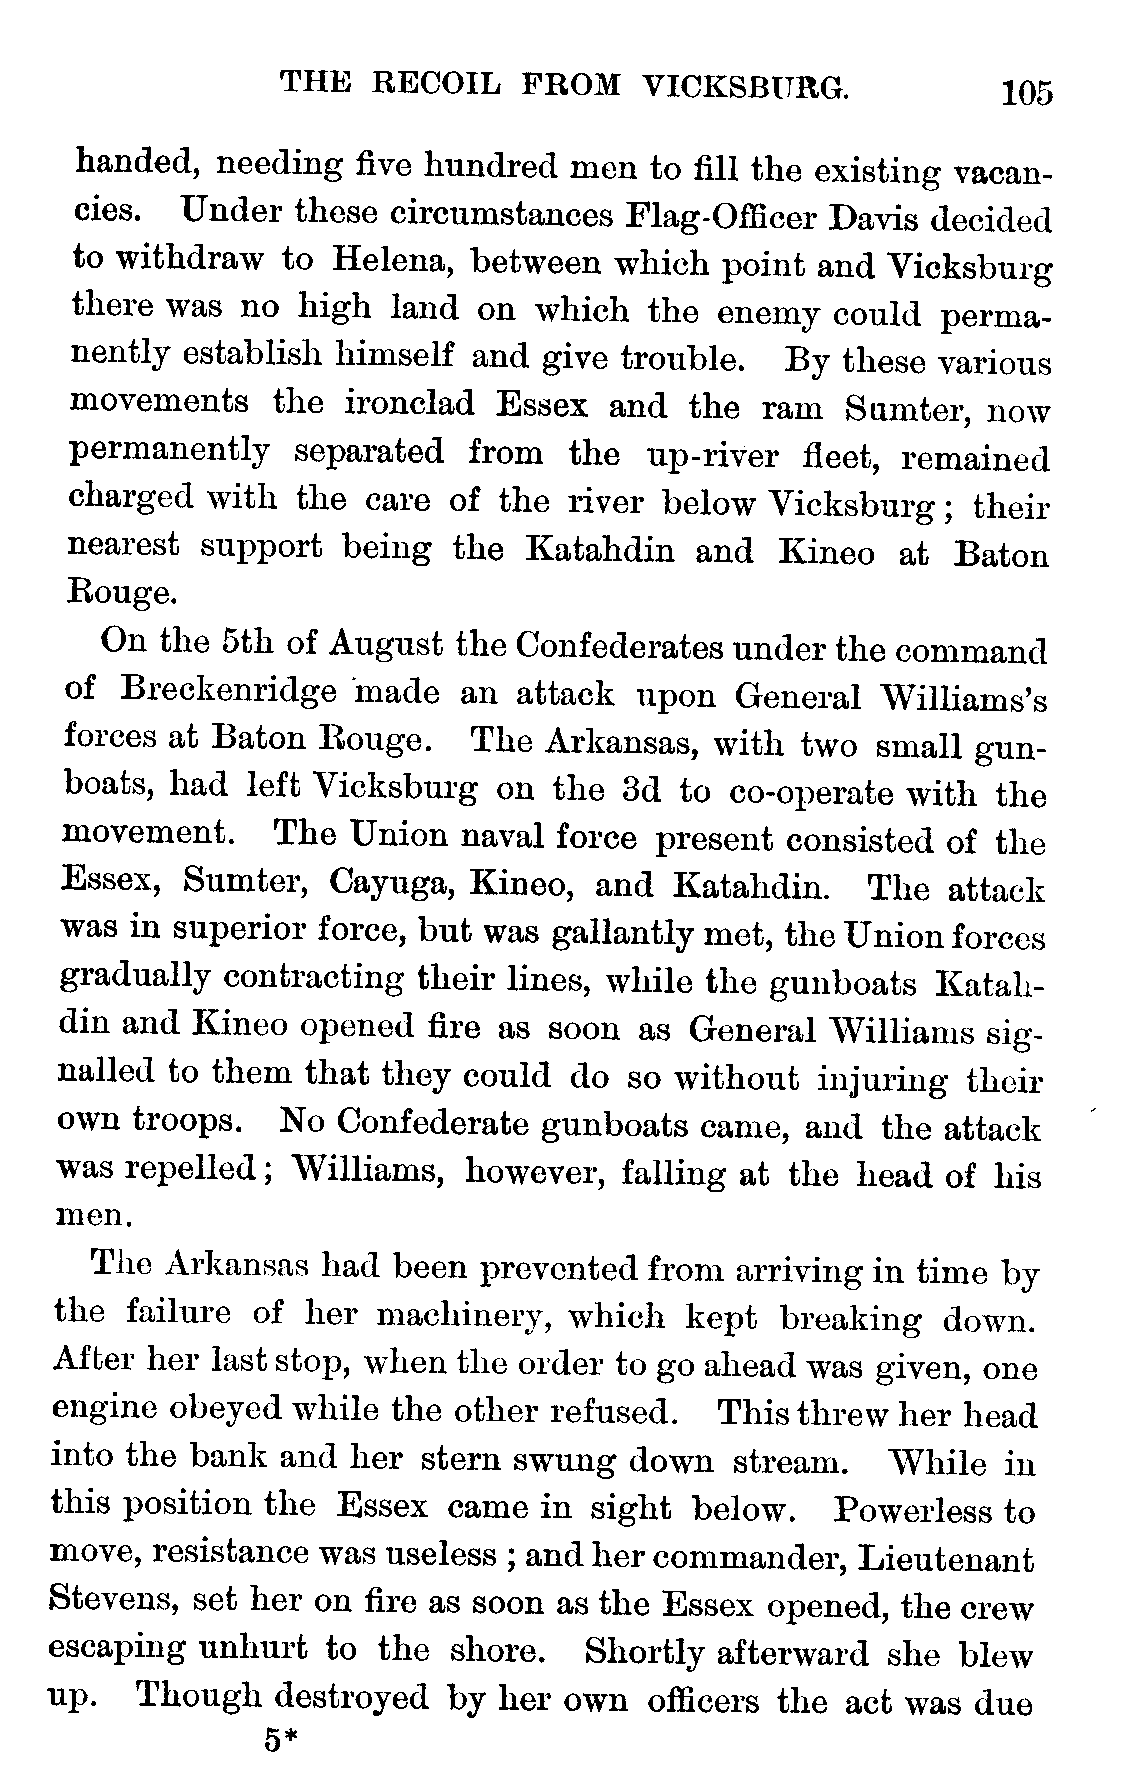 THE RECOIL FROM VICKSBURG. 105
handed, needing five hundred men to fill the existing vacan-
cies. Under these circumstances Flag-Officer Davis decided
to withdraw to Helena, between which point and Vicksburg
there was no high land on which the enemy could perma-
nently establish himself and give trouble. By these various
movements the ironclad Essex and the ram Sumter, now
permanently separated from the up-river fleet, remained
charged with the care of the river below Vicksburg; their
nearest support being the Katahdin and Kineo at Baton
Rouge.
On the 5th of August the Confederates under the command
of Breckenridge made an attack upon General Williams's
forces at Baton Rouge. The Arkansas, with two small gun-
boats, had left Vicksburg on the 3d to co-operate with the
movement. The Union naval force present consisted of the
Essex, Sumter, Cayuga, Kineo, and Katahdin. The attack
was in superior force, but was gallantly met, the Union forces
gradually contracting their lines, while the gunboats Katah-
din and Kineo opened fire as soon as General Williams sig-
nalled to them that they could do so without injuring their
own troops. No Confederate gunboats came, and the attack
was repelled; Williams, however, falling at the head of his
men.
The Arkansas had been prevented from arriving in time by
the failure of her machinery, which kept breaking down.
After her last stop, when the order to go ahead was given, one
engine obeyed while the other refused. This threw her head
into the bank and her stern swung down stream. While in
this position the Essex came in sight below. Powerless to
move, resistance was useless; and her commander, Lieutenant
Stevens, set her on fire as soon as the Essex opened, the crew
escaping unhurt to the shore. Shortly afterward she blew
up. Though destroyed by her own officers the act was due
5*